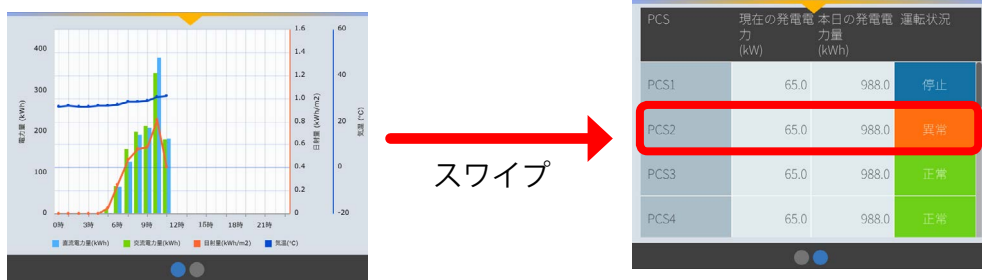 電力量 (kWh)
400
300
200
100
0
1.6
1.4
1.2
1.0
0.8
0.6
0.4
0.2
0
日射量 (kWh/m2)
60
40
20
0
-20
気温 (℃)
0時 3時 6時 9時 12時 15時 18時 21時
直流電力量(kWh) 交流電力量(kWh) 日射量(kWh/m2) 気温(℃)
スワイプ
PCS 現在の発電電力 (kW) 本日の発電電力量 (kWh) 運転状況
PCS1 65.0 988.0 停止
PCS2 65.0 988.0 異常
PCS3 65.0 988.0 正常
PCS4 65.0 988.0 正常